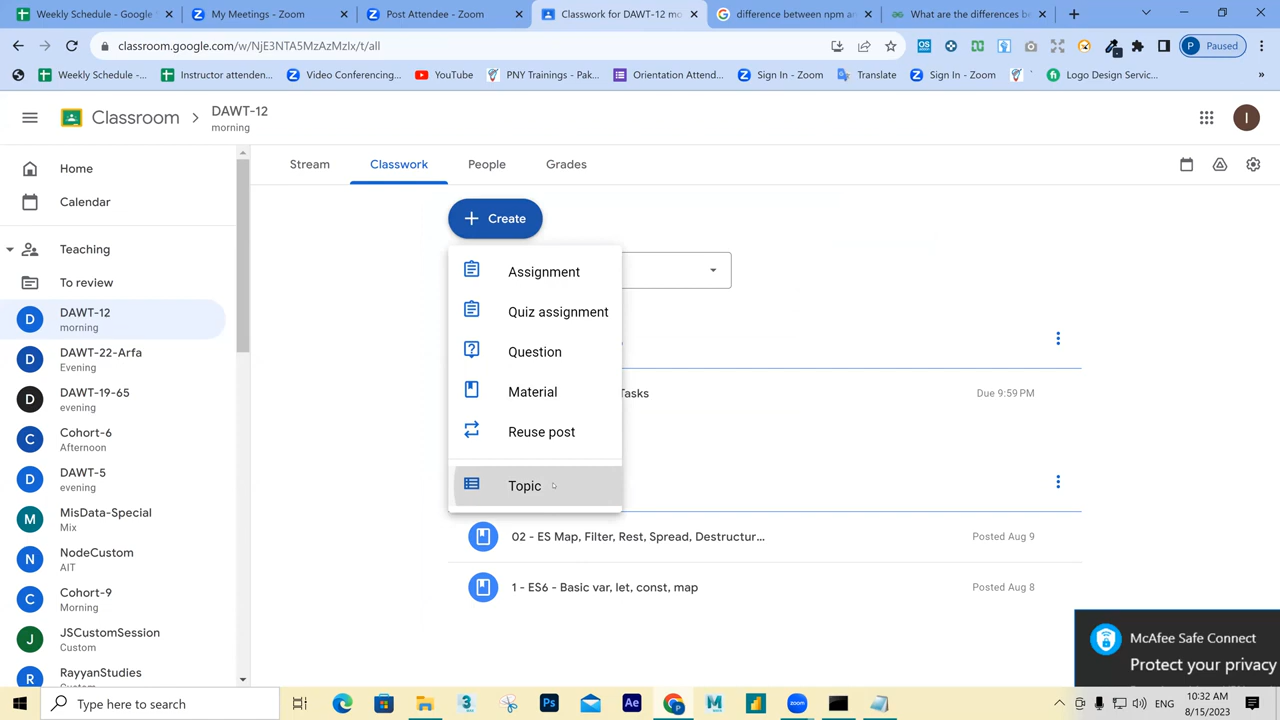 Weekly Schedule -
Post Attendee - Zoom
Classwork for DAWT-12 mo
difference between npm an
What are the differences be
classroom.google.com/w/NjE3NTA5MzAzMzIx/t/all
P Paused
Weekly Schedule -...
Instructor attenden...
Video Conferencing...
YouTube
PNY Trainings - Pak...
Orientation Attend...
Sign In - Zoom
Translate
Sign In - Zoom
Logo Design Servic...
»
Classroom
DAWT-12
morning
I
Home
Calendar
Teaching
To review
D DAWT-12
morning
D DAWT-22-Arfa
Evening
D DAWT-19-65
evening
C Cohort-6
Afternoon
D DAWT-5
evening
M MisData-Special
Mix
N NodeCustom
AIT
C Cohort-9
Morning
J JSCustomSession
Custom
R RayyanStudies
Stream
Classwork
People
Grades
+ Create
Assignment
Quiz assignment
Question
Material
Reuse post
Topic
Tasks
Due 9:59 PM
02 - ES Map, Filter, Rest, Spread, Destructur...
Posted Aug 9
1 - ES6 - Basic var, let, const, map
Posted Aug 8
McAfee Safe Connect
Protect your privacy
Type here to search
ENG
10:32 AM
8/15/2023